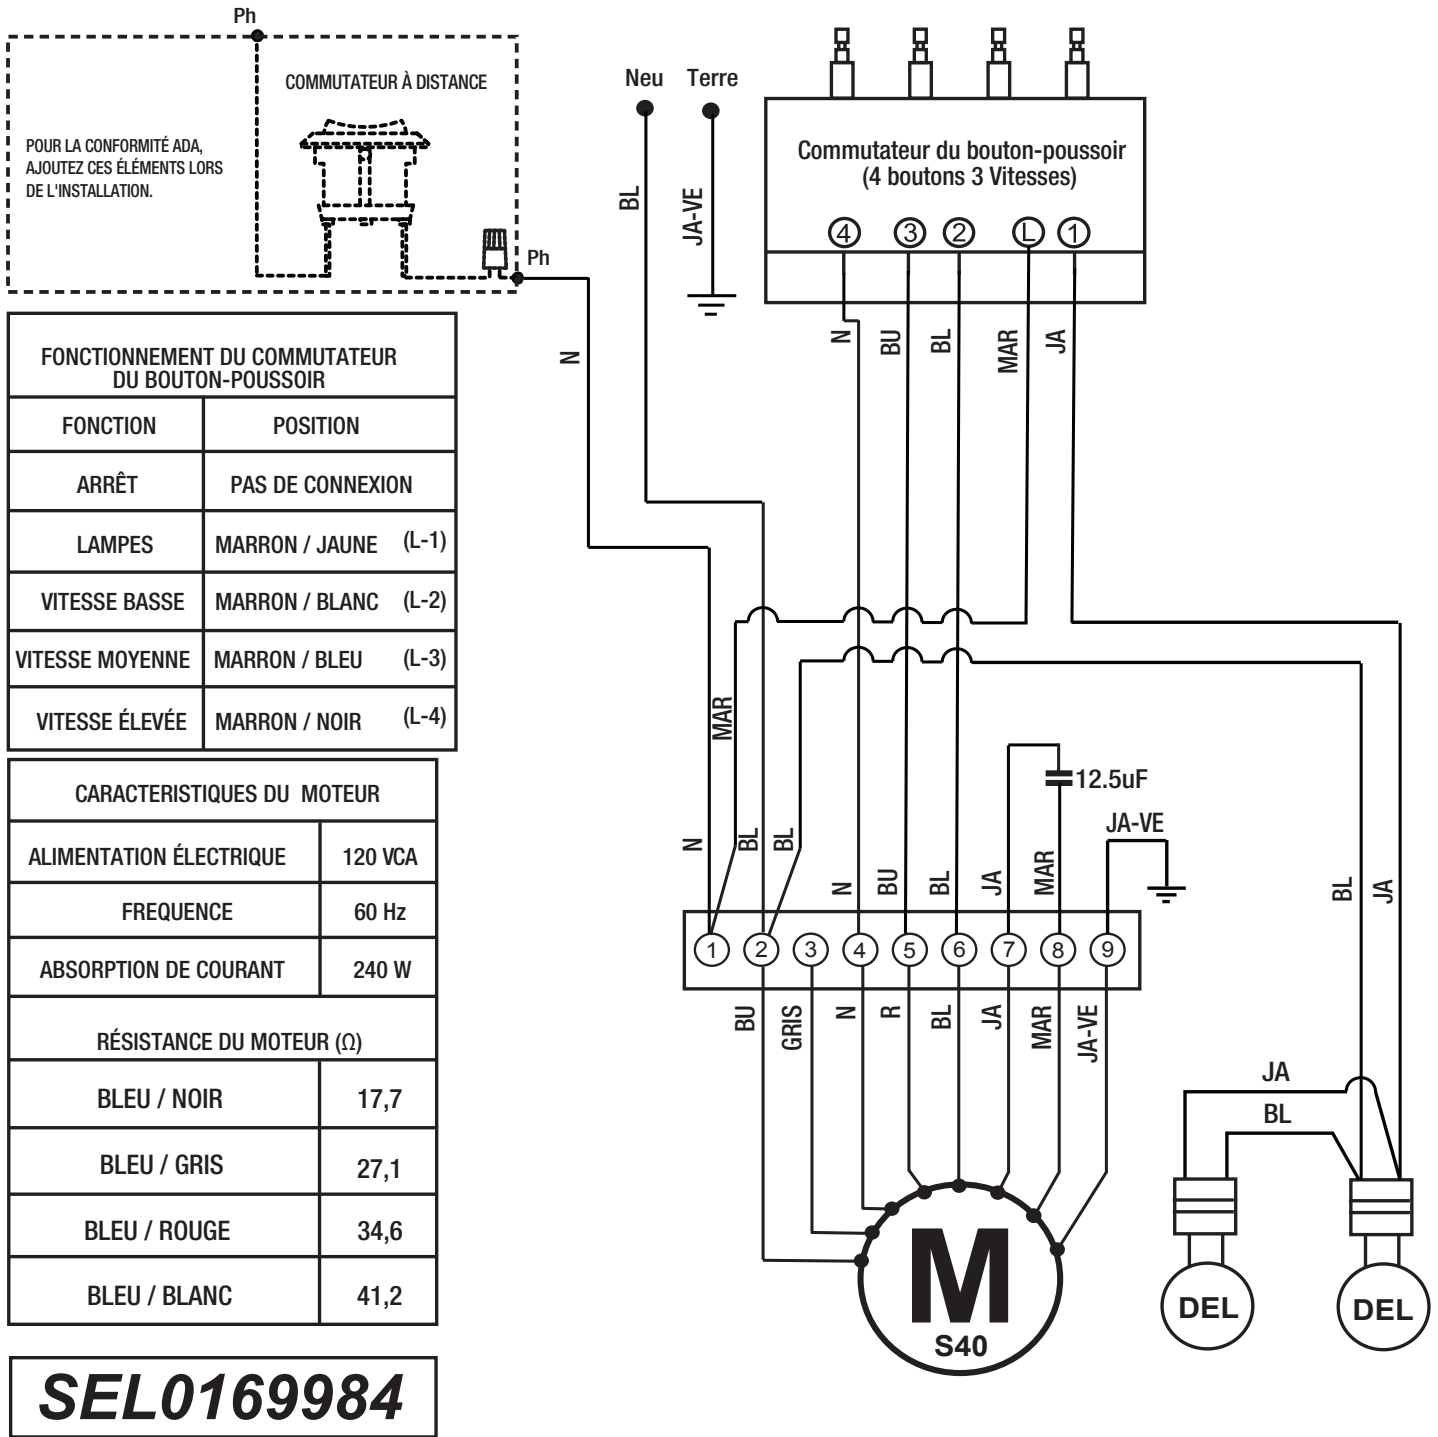 Ph
COMMUTATEUR À DISTANCE
POUR LA CONFORMITÉ ADA,
AJOUTEZ CES ÉLÉMENTS LORS
DE L'INSTALLATION.
Ph
N
Neu Terre
BL
JA-VE
Commutateur du bouton-poussoir
(4 boutons 3 Vitesses)
4 3 2 L 1
N BU BL MAR JA
FONCTIONNEMENT DU COMMUTATEUR
DU BOUTON-POUSSOIR
FONCTION POSITION
ARRÊT PAS DE CONNEXION
LAMPES MARRON / JAUNE (L-1)
VITESSE BASSE MARRON / BLANC (L-2)
VITESSE MOYENNE MARRON / BLEU (L-3)
VITESSE ÉLEVÉE MARRON / NOIR (L-4)
CARACTERISTIQUES DU MOTEUR
ALIMENTATION ÉLECTRIQUE 120 VCA
FREQUENCE 60 Hz
ABSORPTION DE COURANT 240 W
RÉSISTANCE DU MOTEUR (Ω)
BLEU / NOIR 17,7
BLEU / GRIS 27,1
BLEU / ROUGE 34,6
BLEU / BLANC 41,2
SEL0169984
MAR
12.5uF
JA-VE
N BL BL N BU BL JA MAR
BL JA
1 2 3 4 5 6 7 8 9
BU GRIS N R BL JA MAR JA-VE
JA
BL
M
S40
DEL DEL